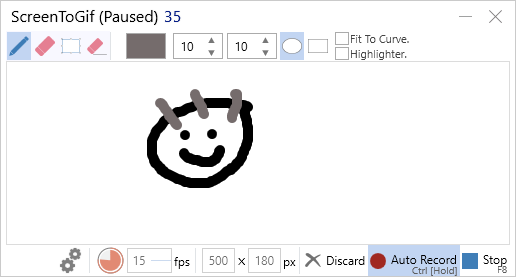 ScreenToGif (Paused) 35
10 10 Fit To Curve.
Highlighter.
15 fps 500 x 180 px Discard Auto Record Stop
Ctrl [Hold] F8